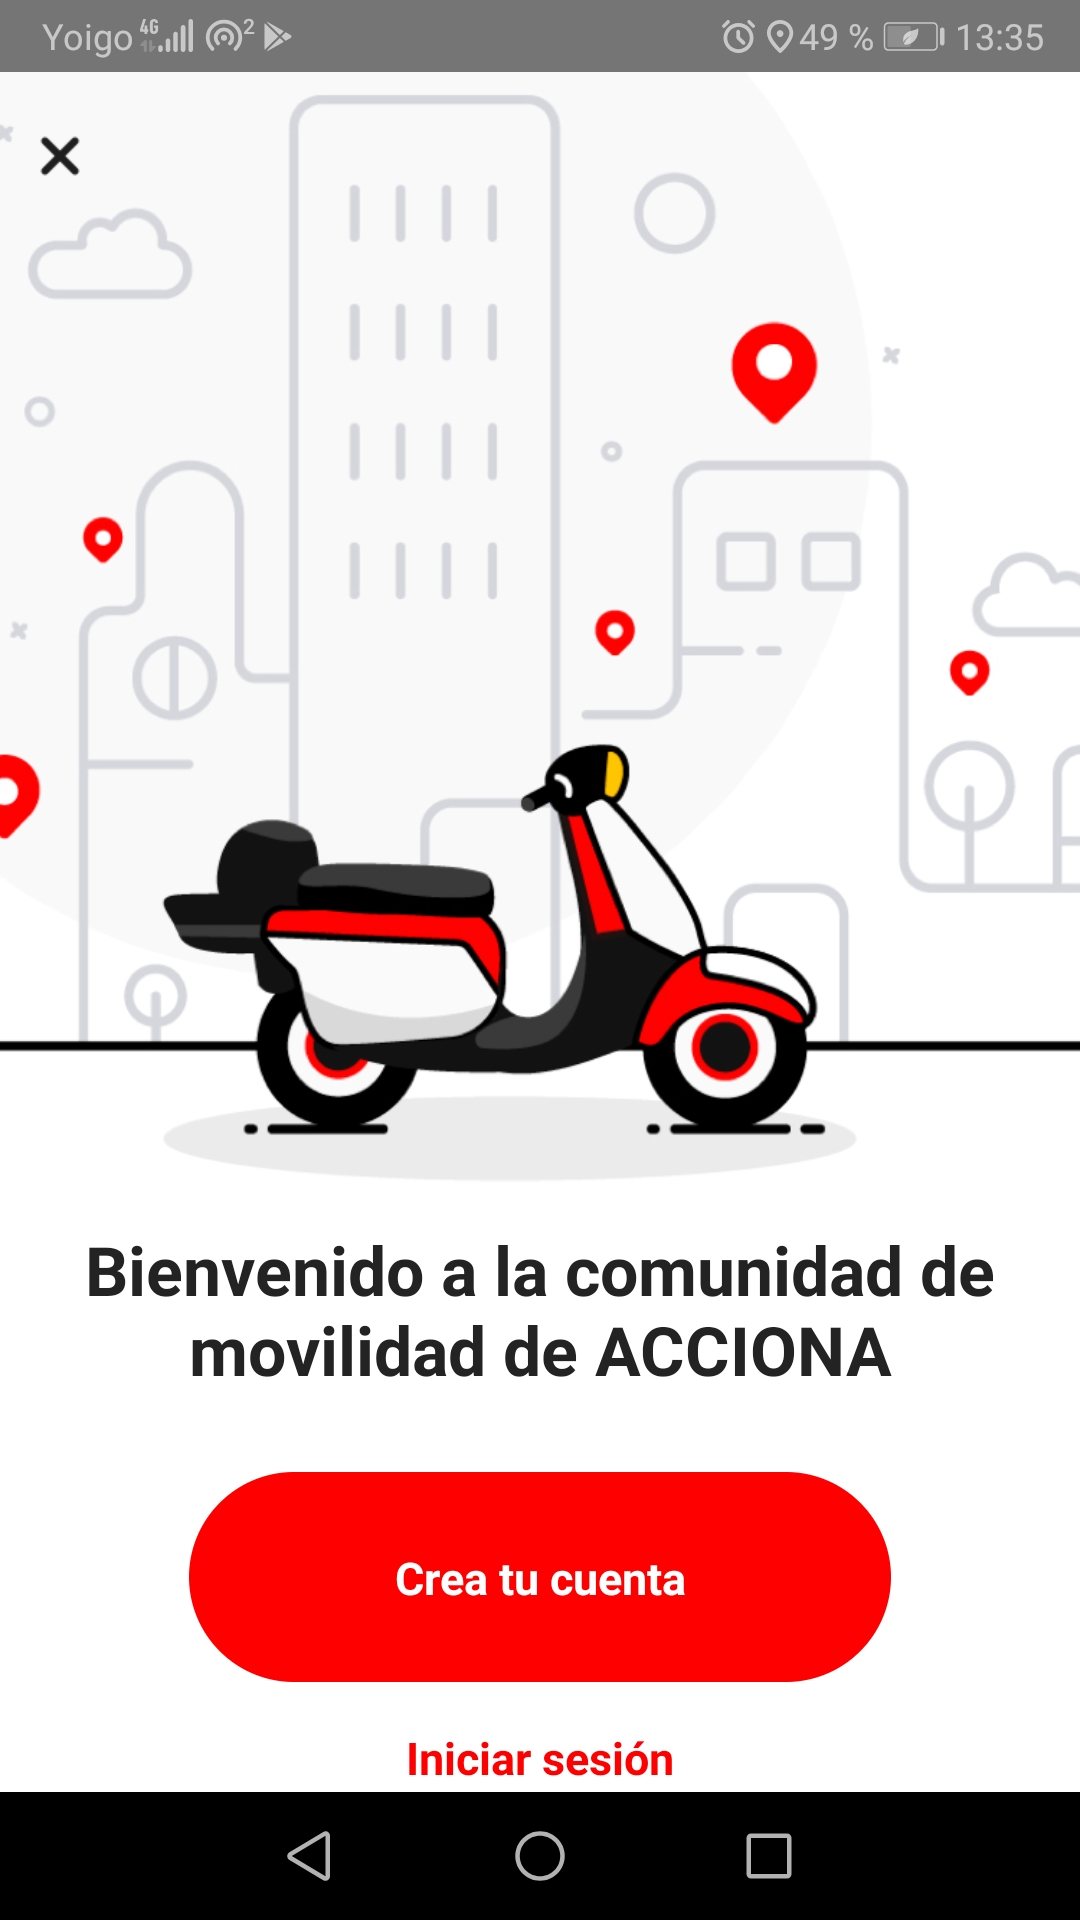 Yoigo 4G 2 49 % 13:35
Bienvenido a la comunidad de
movilidad de ACCIONA
Crea tu cuenta
Iniciar sesión